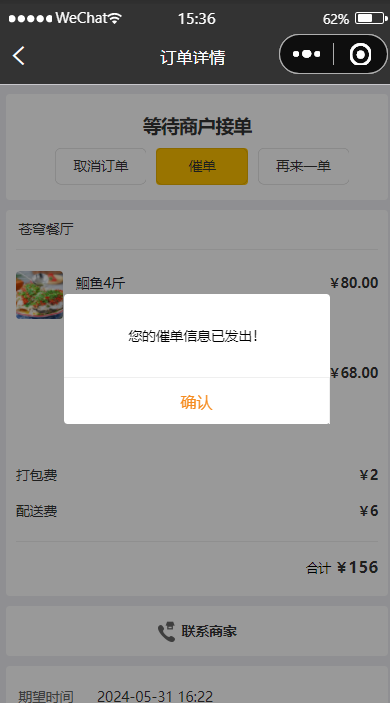 WeChat 15:36 62%
订单详情
等待商户接单
取消订单 催单 再来一单
苍穹餐厅
鮰鱼4斤 ￥80.00
您的催单信息已发出!
￥68.00
确认
打包费 ￥2
配送费 ￥6
合计 ￥156
联系商家
期望时间 2024-05-31 16:22